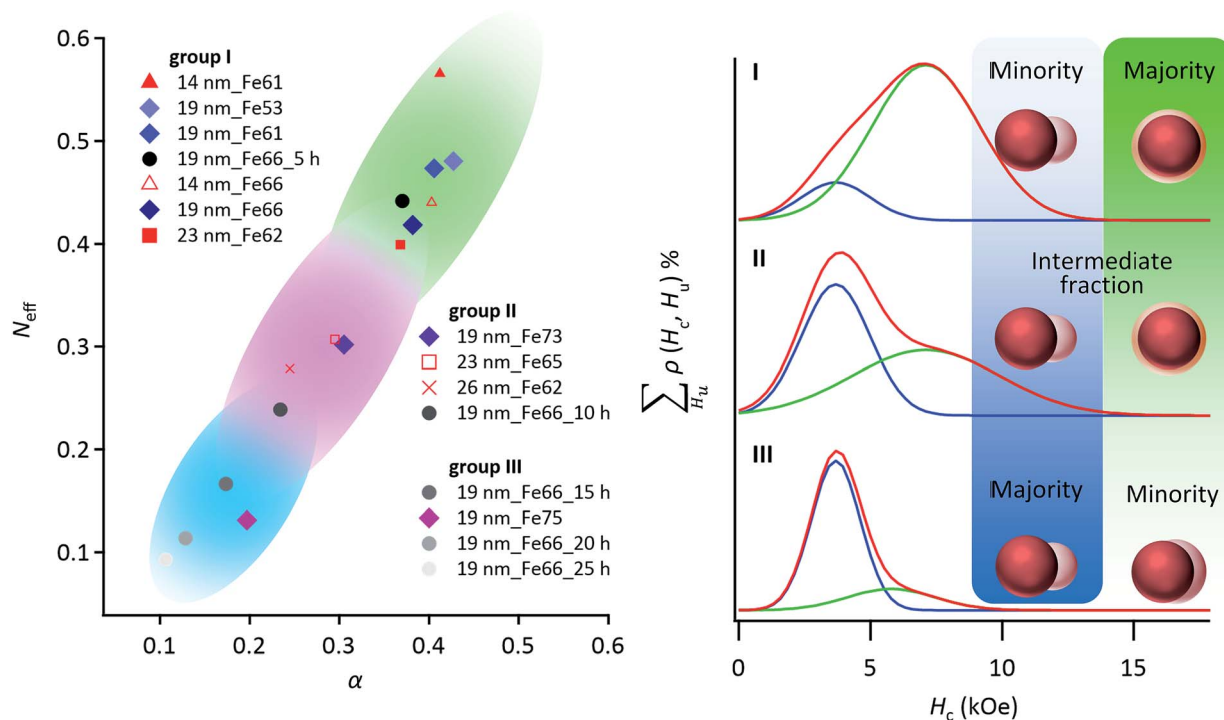 0.6
0.5
0.4
0.3
0.2
0.1
N_eff
0.1
0.2
0.3
0.4
0.5
0.6
α
group I
14 nm_Fe61
19 nm_Fe53
19 nm_Fe61
19 nm_Fe66_5 h
14 nm_Fe66
19 nm_Fe66
23 nm_Fe62
group II
19 nm_Fe73
23 nm_Fe65
26 nm_Fe62
19 nm_Fe66_10 h
group III
19 nm_Fe66_15 h
19 nm_Fe75
19 nm_Fe66_20 h
19 nm_Fe66_25 h
∑_{H_u} ρ (H_c, H_u) %
I
Minority
Majority
II
Intermediate
fraction
III
Majority
Minority
0
5
10
15
H_c (kOe)